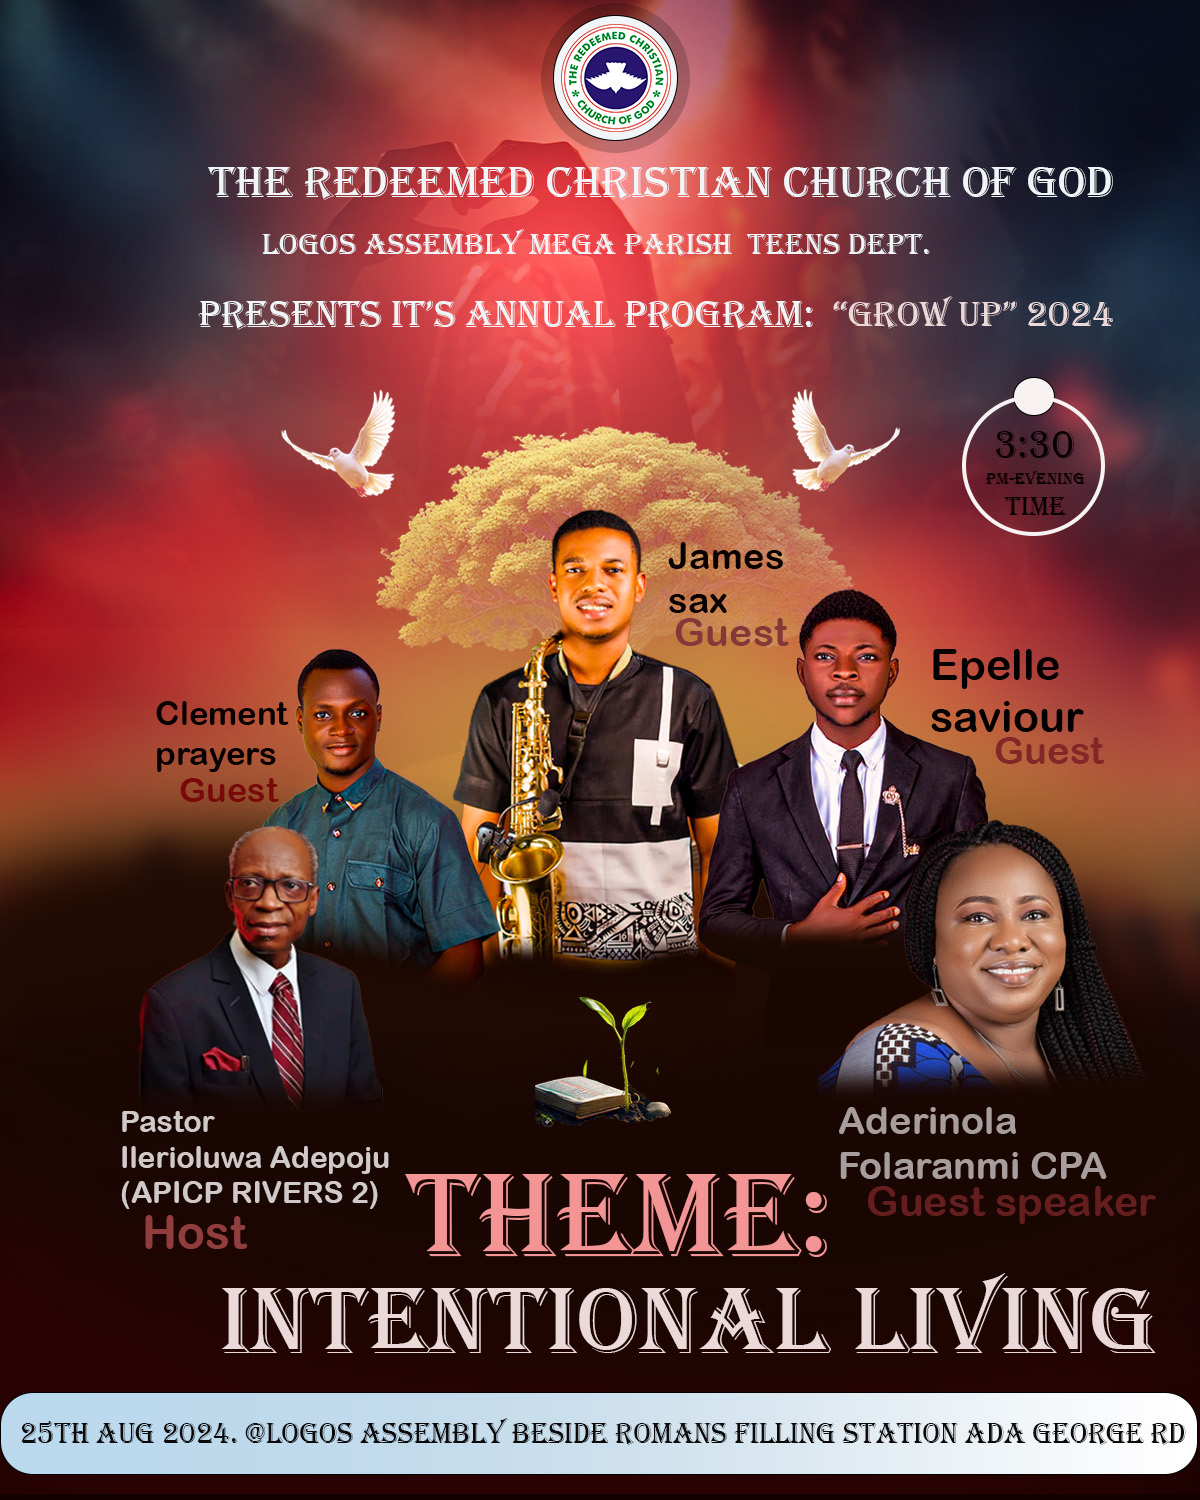 THE REDEEMED CHRISTIAN
CHURCH OF GOD
THE REDEEMED CHRISTIAN CHURCH OF GOD
LOGOS ASSEMBLY MEGA PARISH TEENS DEPT.
PRESENTS IT'S ANNUAL PROGRAM: "GROW UP" 2024
3:30
PM-EVENING
TIME
James
sax
Guest
Epelle
saviour
Guest
Clement
prayers
Guest
Pastor
Ilerioluwa Adepoju
(APICP RIVERS 2)
Host
Aderinola
Folaranmi CPA
Guest speaker
THEME:
INTENTIONAL LIVING
25TH AUG 2024. @LOGOS ASSEMBLY BESIDE ROMANS FILLING STATION ADA GEORGE RD